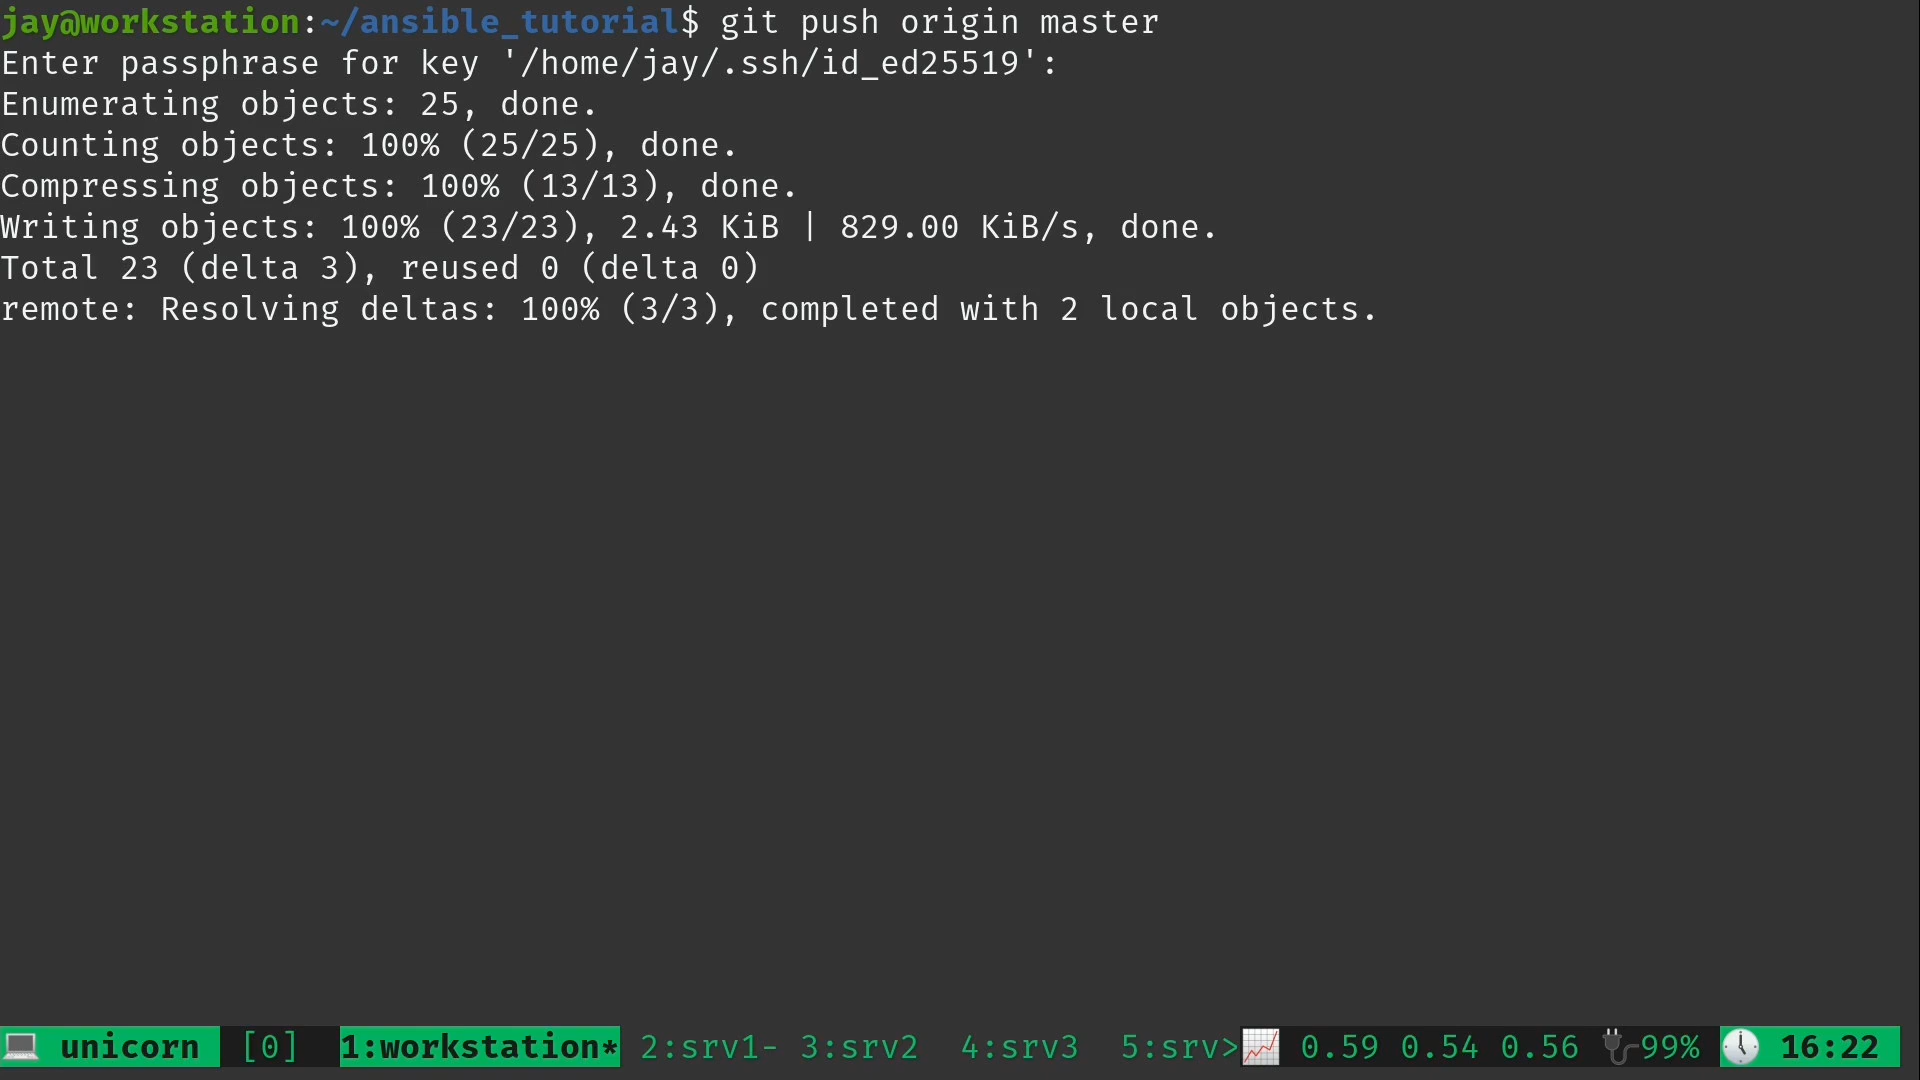 jay@workstation:~/ansible_tutorial$ git push origin master
Enter passphrase for key '/home/jay/.ssh/id_ed25519':
Enumerating objects: 25, done.
Counting objects: 100% (25/25), done.
Compressing objects: 100% (13/13), done.
Writing objects: 100% (23/23), 2.43 KiB | 829.00 KiB/s, done.
Total 23 (delta 3), reused 0 (delta 0)
remote: Resolving deltas: 100% (3/3), completed with 2 local objects.
unicorn [0] 1:workstation* 2:srv1- 3:srv2 4:srv3 5:srv> 0.59 0.54 0.56 99% 16:22